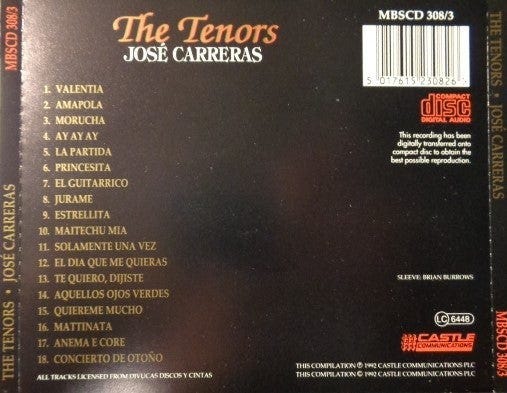 MBSCD 308/3
THE TENORS • JOSÉ CARRERAS
The Tenors
JOSÉ CARRERAS
1. VALENTIA
2. AMAPOLA
3. MORUCHA
4. AY AY AY
5. LA PARTIDA
6. PRINCESITA
7. EL GUITARRICO
8. JURAME
9. ESTRELLITA
10. MAITECHU MIA
11. SOLAMENTE UNA VEZ
12. EL DIA QUE ME QUIERAS
13. TE QUIERO, DIJISTE
14. AQUELLOS OJOS VERDES
15. QUIEREME MUCHO
16. MATTINATA
17. ANEMA E CORE
18. CONCIERTO DE OTOÑO
ALL TRACKS LICENSED FROM DIVUCAS DISCOS Y CINTAS
MBSCD 308/3
5 017615 230826
COMPACT
disc
DIGITAL AUDIO
This recording has been
digitally transferred onto
compact disc to obtain the
best possible reproduction.
SLEEVE: BRIAN BURROWS
LC 6448
CASTLE
COMMUNICATIONS
THIS COMPILATION ℗ 1992 CASTLE COMMUNICATIONS PLC
THIS COMPILATION © 1992 CASTLE COMMUNICATIONS PLC
THE TENORS • JOSÉ CARRERAS
MBSCD 308/3